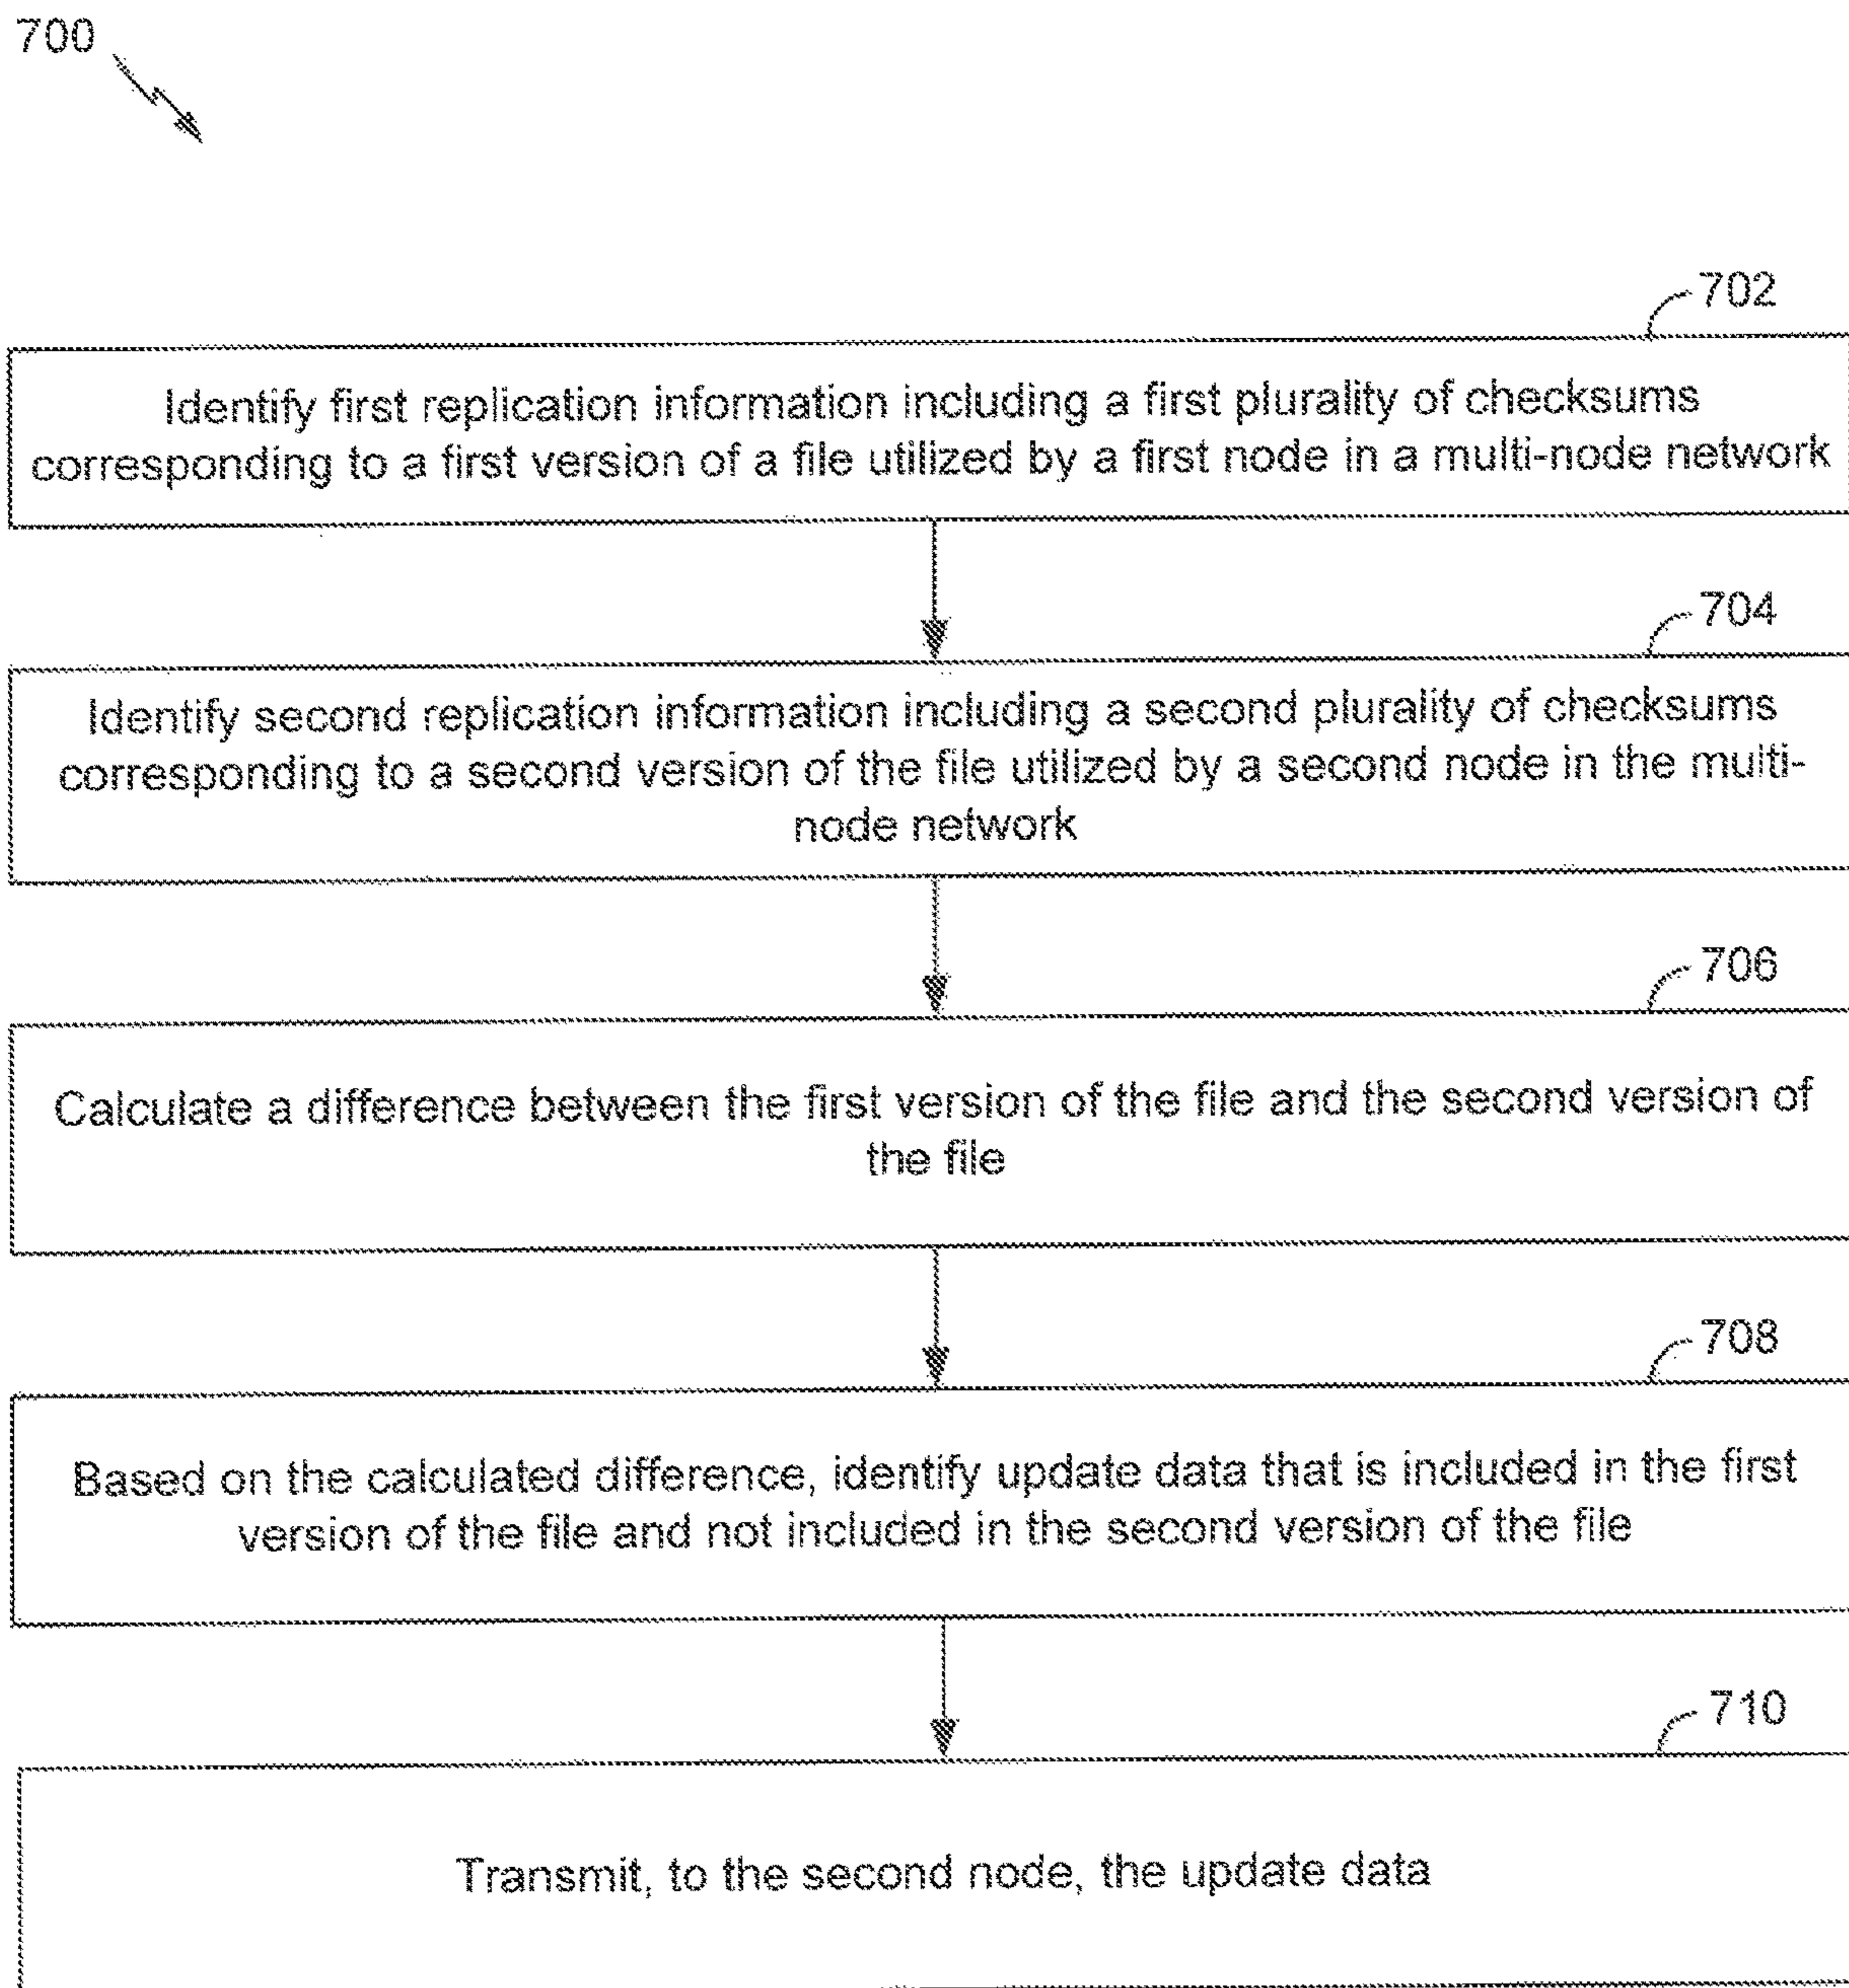 700
702
Identify first replication information including a first plurality of checksums
corresponding to a first version of a file utilized by a first node in a multi-node network
704
Identify second replication information including a second plurality of checksums
corresponding to a second version of the file utilized by a second node in the multi-
node network
706
Calculate a difference between the first version of the file and the second version of
the file
708
Based on the calculated difference, identify update data that is included in the first
version of the file and not included in the second version of the file
710
Transmit, to the second node, the update data